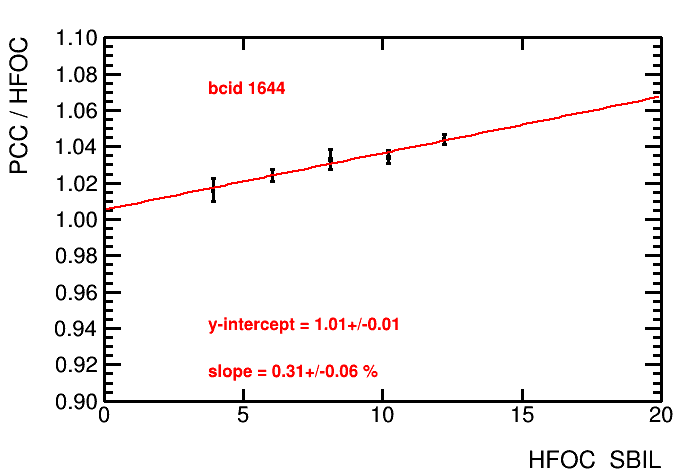 PCC / HFOC
1.10
1.08
1.06
1.04
1.02
1.00
0.98
0.96
0.94
0.92
0.90
bcid 1644
y-intercept = 1.01+/-0.01
slope = 0.31+/-0.06 %
0 5 10 15 20
HFOC SBIL